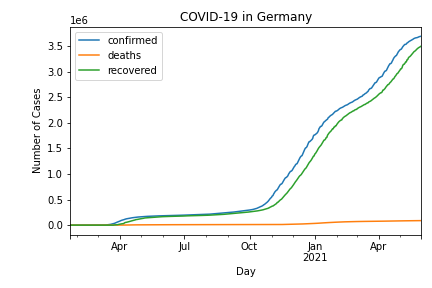 COVID-19 in Germany
1e6
confirmed
deaths
recovered
Number of Cases
3.5
3.0
2.5
2.0
1.5
1.0
0.5
0.0
Apr
Jul
Oct
Jan
2021
Apr
Day